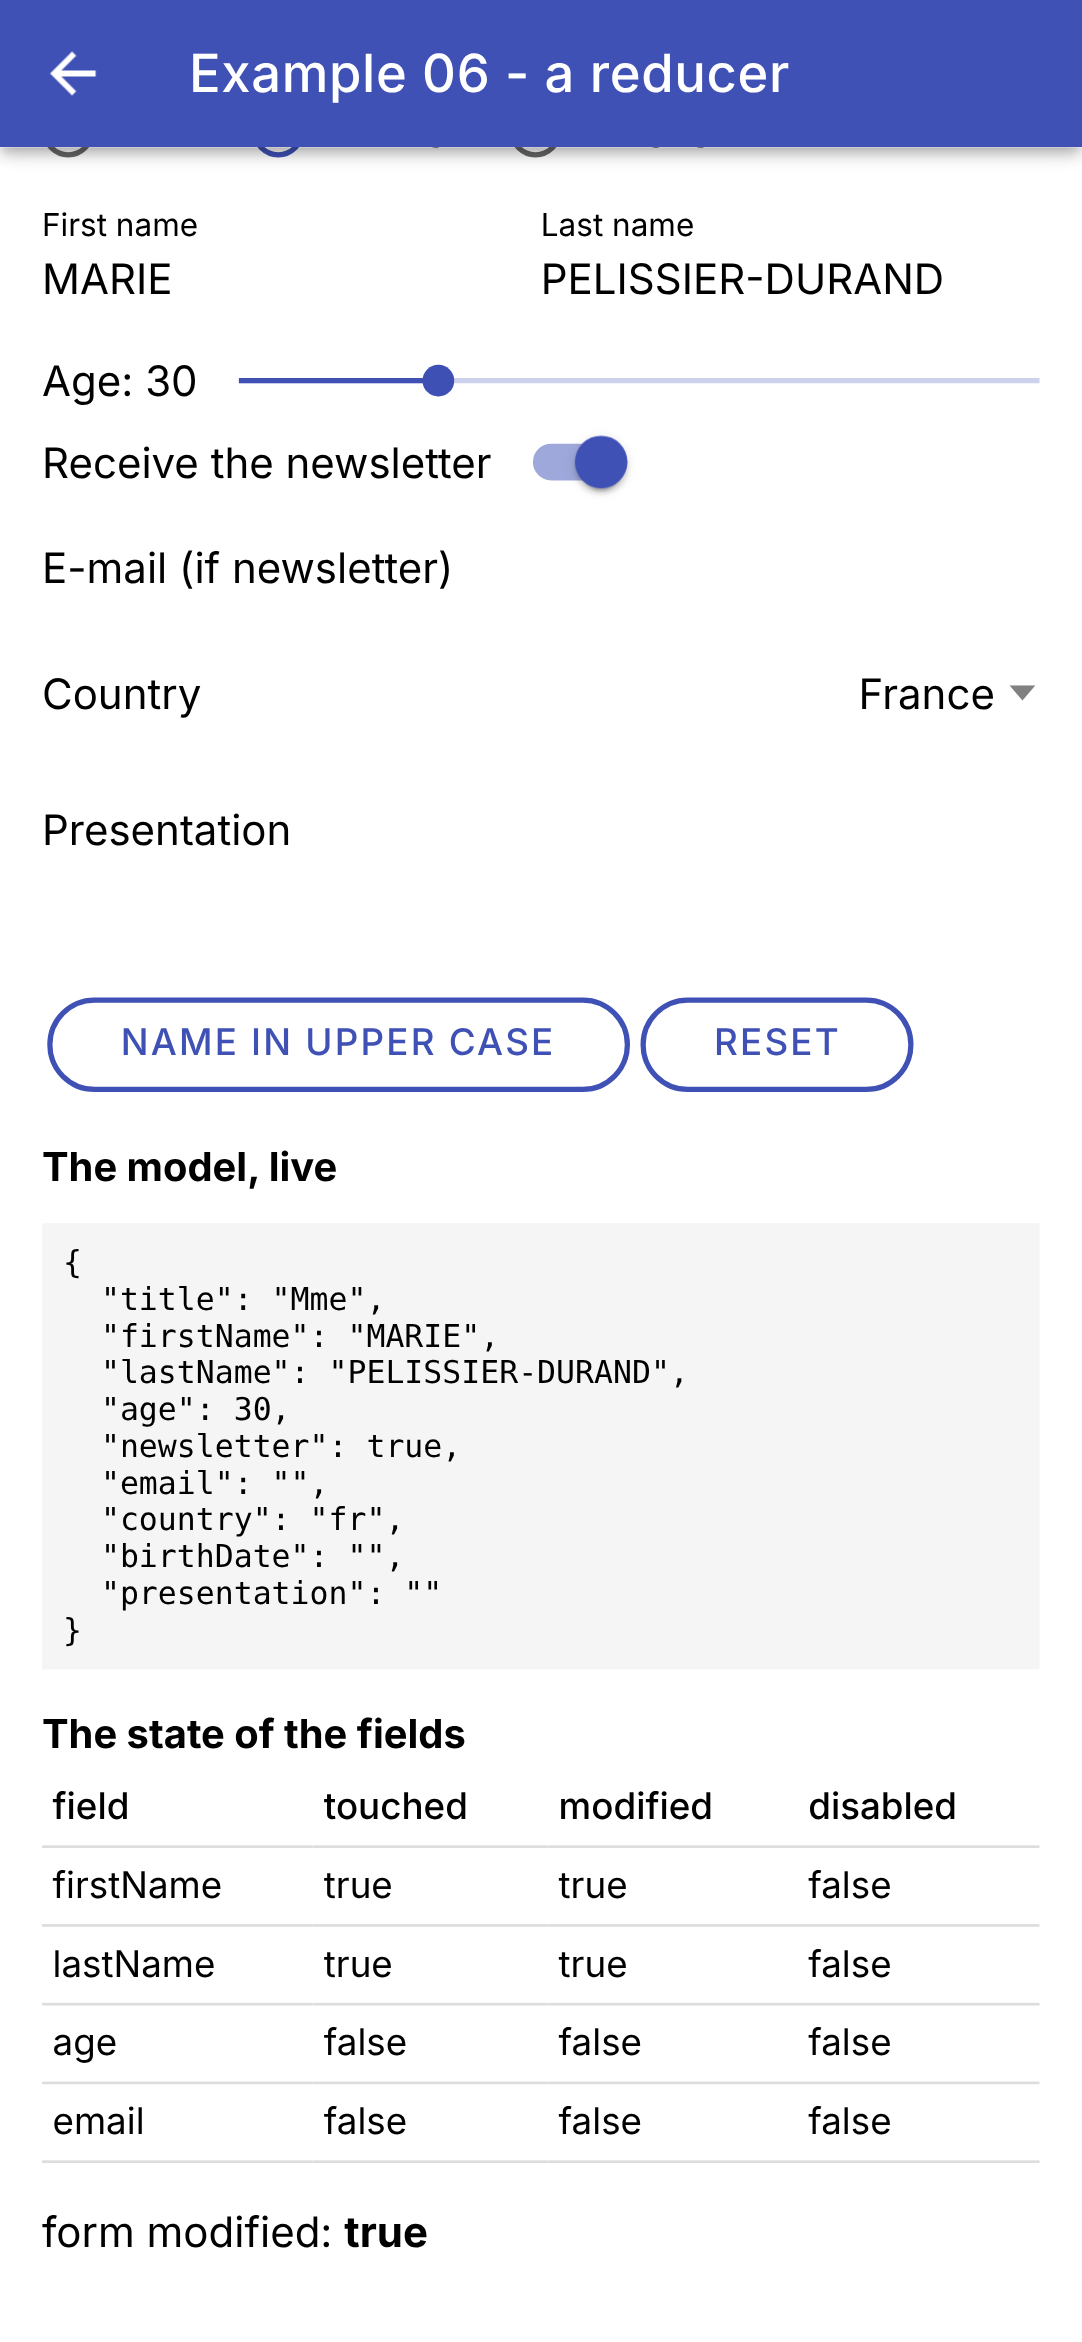 Example 06 - a reducer
First name
Last name
MARIE
PELISSIER-DURAND
Age: 30
Receive the newsletter
E-mail (if newsletter)
Country
France
Presentation
NAME IN UPPER CASE
RESET
The model, live
{
  "title": "Mme",
  "firstName": "MARIE",
  "lastName": "PELISSIER-DURAND",
  "age": 30,
  "newsletter": true,
  "email": "",
  "country": "fr",
  "birthDate": "",
  "presentation": ""
}
The state of the fields
field touched modified disabled
firstName true true false
lastName true true false
age false false false
email false false false
form modified: true